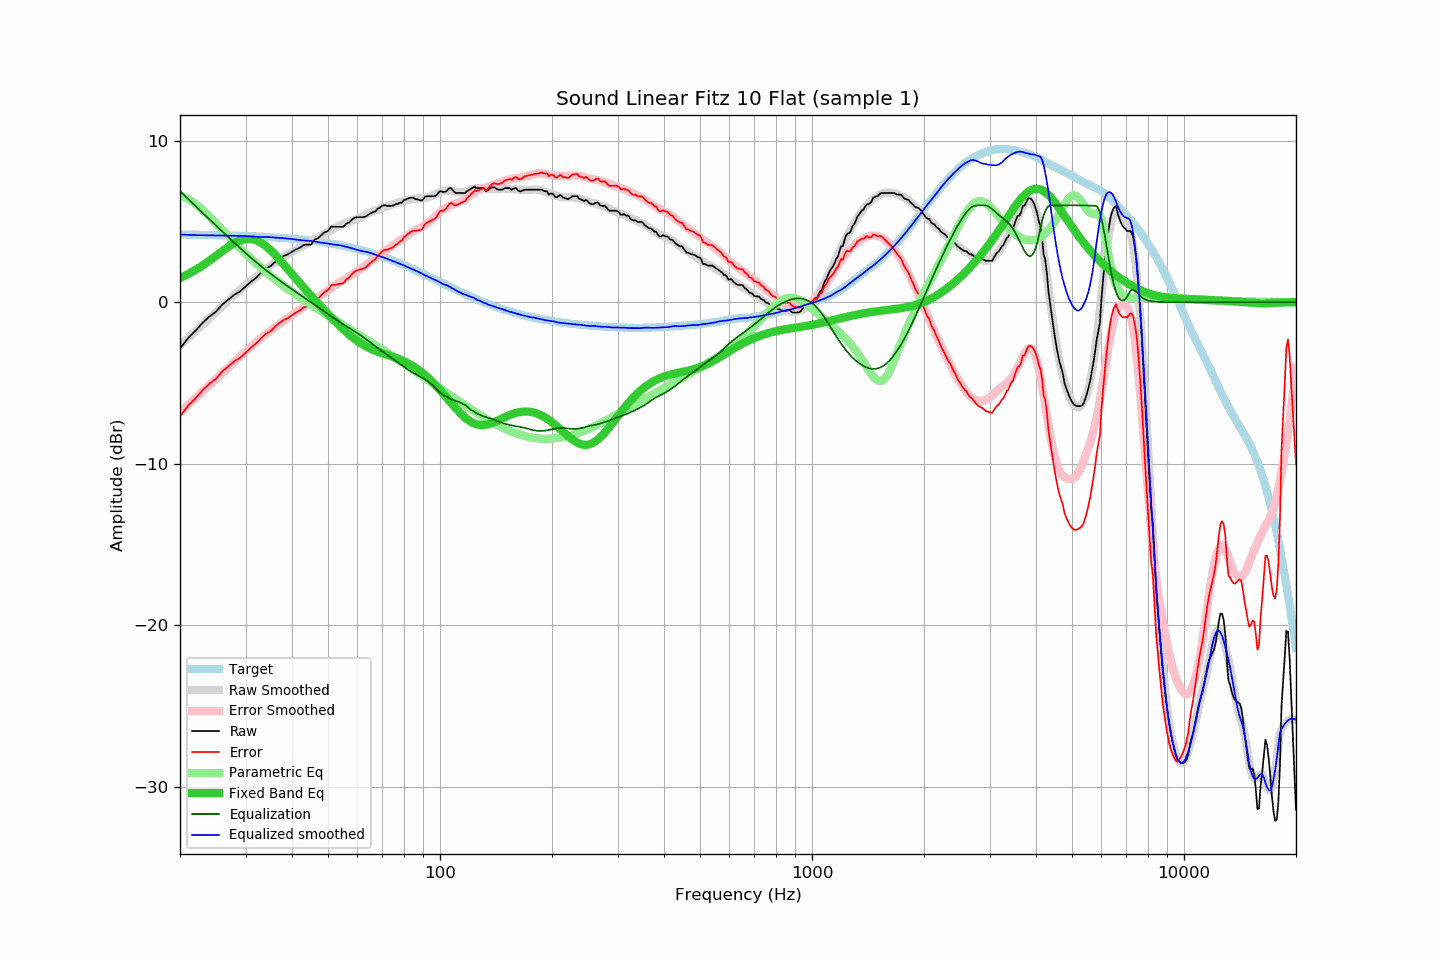 Sound Linear Fitz 10 Flat (sample 1)
10
0
−10
−20
−30
Amplitude (dBr)
Target
Raw Smoothed
Error Smoothed
Raw
Error
Parametric Eq
Fixed Band Eq
Equalization
Equalized smoothed
100
1000
10000
Frequency (Hz)